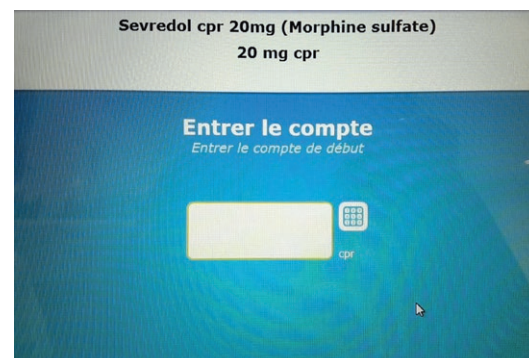 Sevredol cpr 20mg (Morphine sulfate)
20 mg cpr
Entrer le compte
Entrer le compte de début
cpr